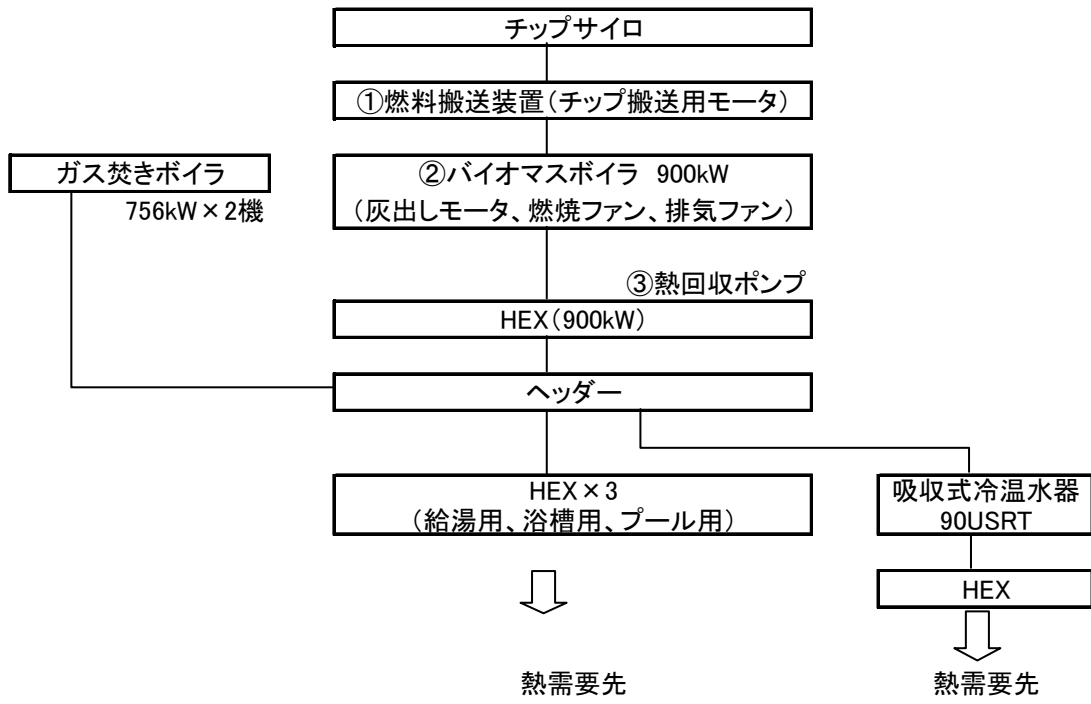 チップサイロ
①燃料搬送装置(チップ搬送用モータ)
ガス焚きボイラ
756kW×2機
②バイオマスボイラ 900kW
(灰出しモータ、燃焼ファン、排気ファン)
③熱回収ポンプ
HEX(900kW)
ヘッダー
HEX×3
(給湯用、浴槽用、プール用)
吸収式冷温水器
90USRT
HEX
熱需要先
熱需要先